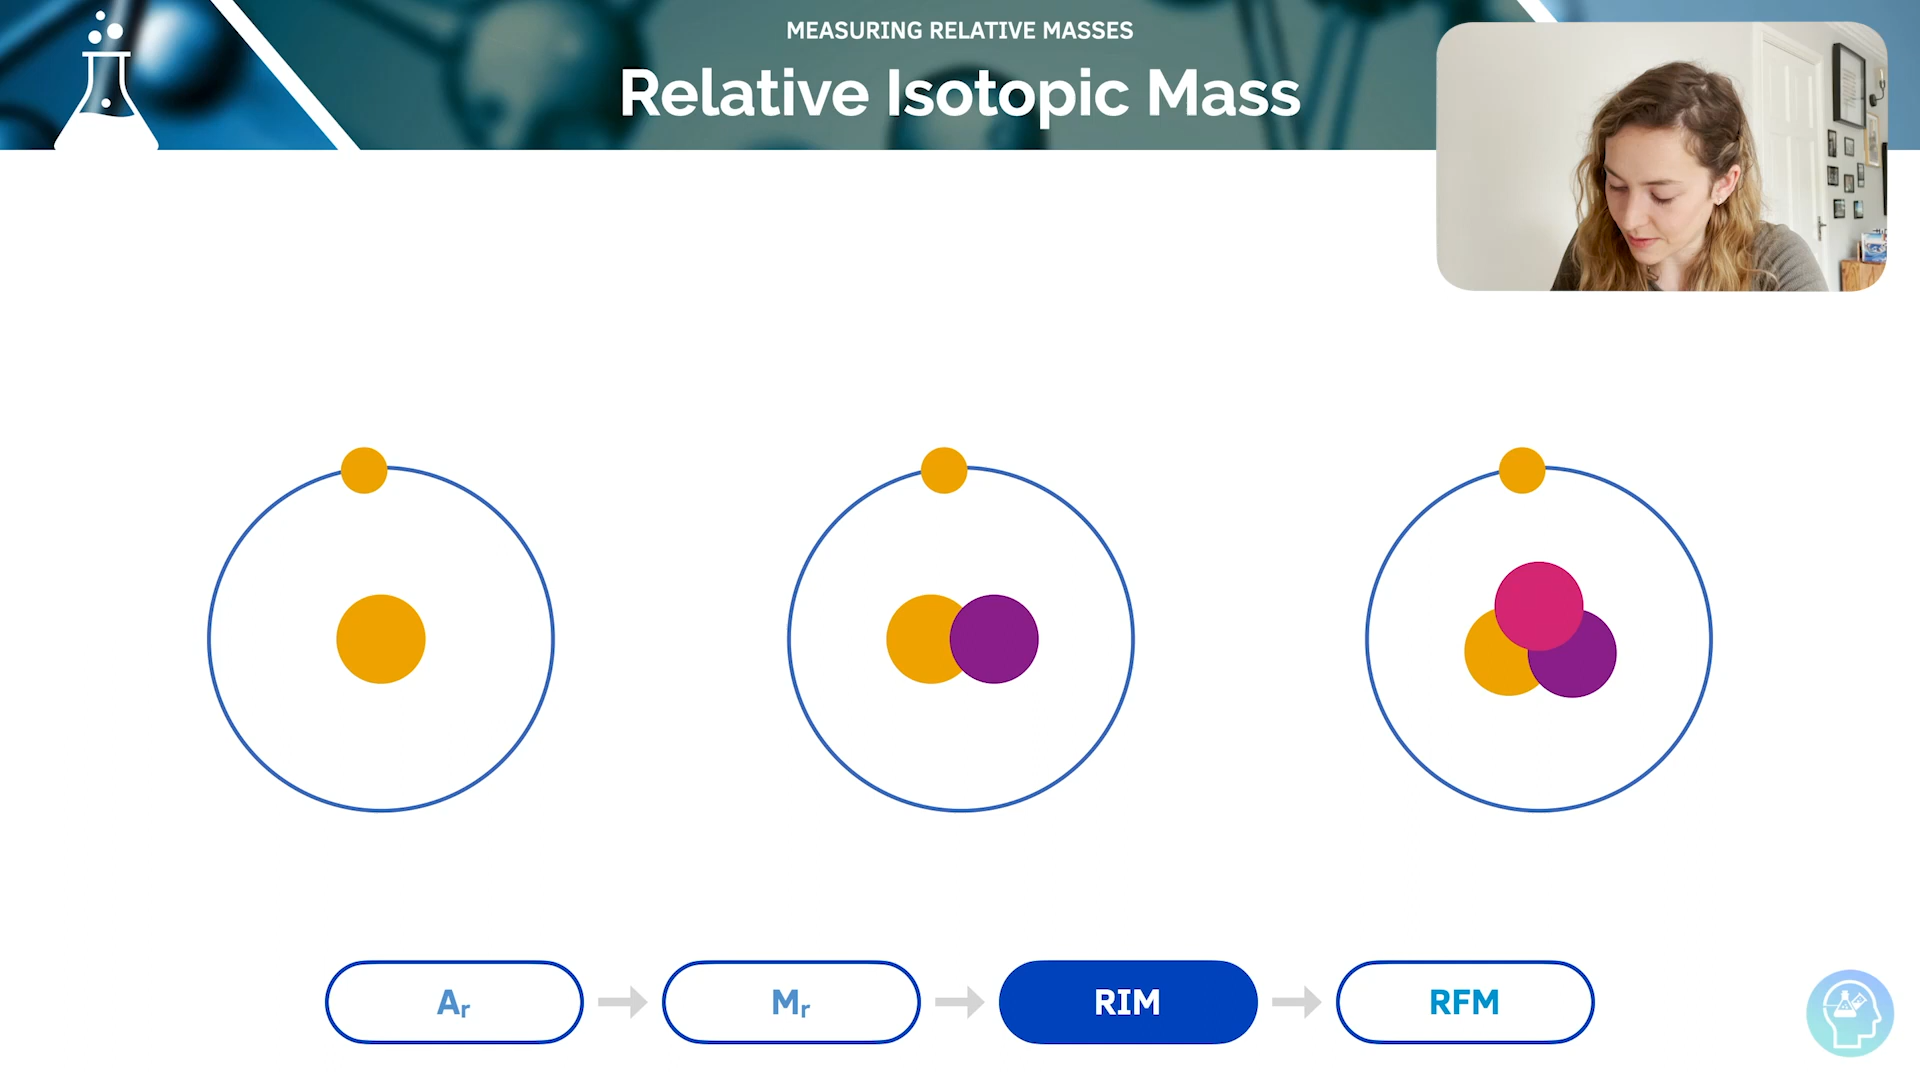 MEASURING RELATIVE MASSES
Relative Isotopic Mass
Ar
Mr
RIM
RFM